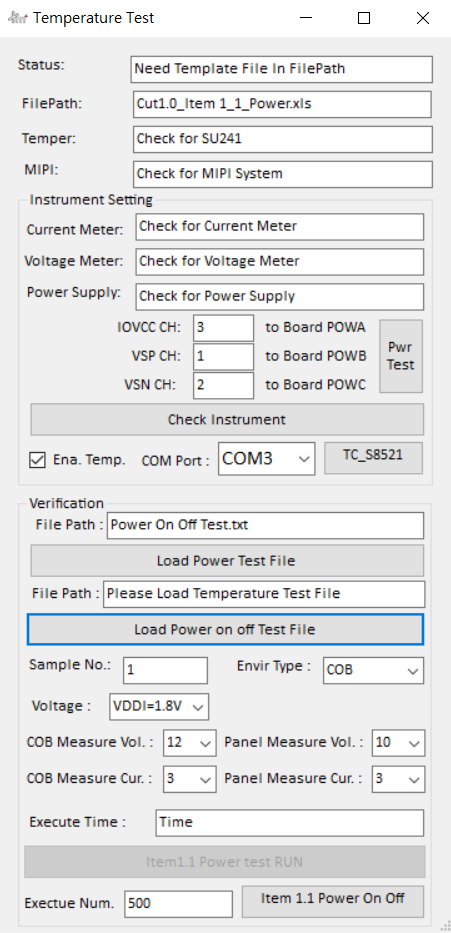 Temperature Test
Status: Need Template File In FilePath
FilePath: Cut1.0_Item 1_1_Power.xls
Temper: Check for SU241
MIPI: Check for MIPI System
Instrument Setting
Current Meter: Check for Current Meter
Voltage Meter: Check for Voltage Meter
Power Supply: Check for Power Supply
IOVCC CH: 3 to Board POWA
VSP CH: 1 to Board POWB
VSN CH: 2 to Board POWC
Pwr
Test
Check Instrument
Ena. Temp. COM Port : COM3 TC_S8521
Verification
File Path : Power On Off Test.txt
Load Power Test File
File Path : Please Load Temperature Test File
Load Power on off Test File
Sample No.: 1 Envir Type : COB
Voltage : VDDI=1.8V
COB Measure Vol. : 12 Panel Measure Vol. : 10
COB Measure Cur. : 3 Panel Measure Cur. : 3
Execute Time : Time
Item1.1 Power test RUN
Exectue Num. 500 Item 1.1 Power On Off